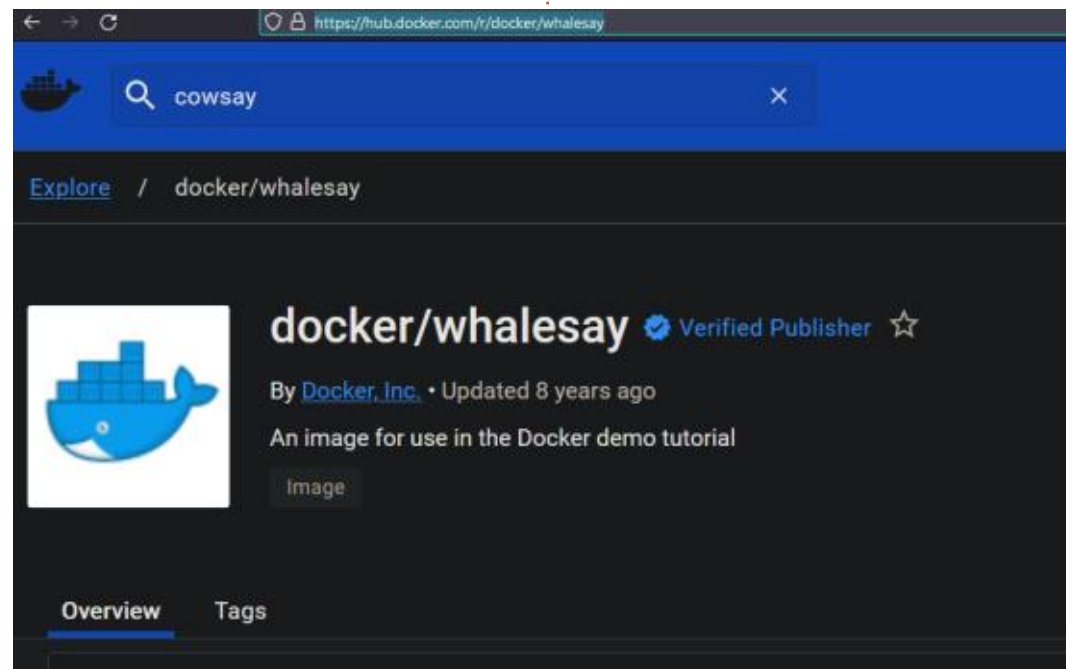 https://hub.docker.com/r/docker/whalesay
cowsay
Explore / docker/whalesay
docker/whalesay Verified Publisher
By Docker, Inc. • Updated 8 years ago
An image for use in the Docker demo tutorial
Image
Overview Tags